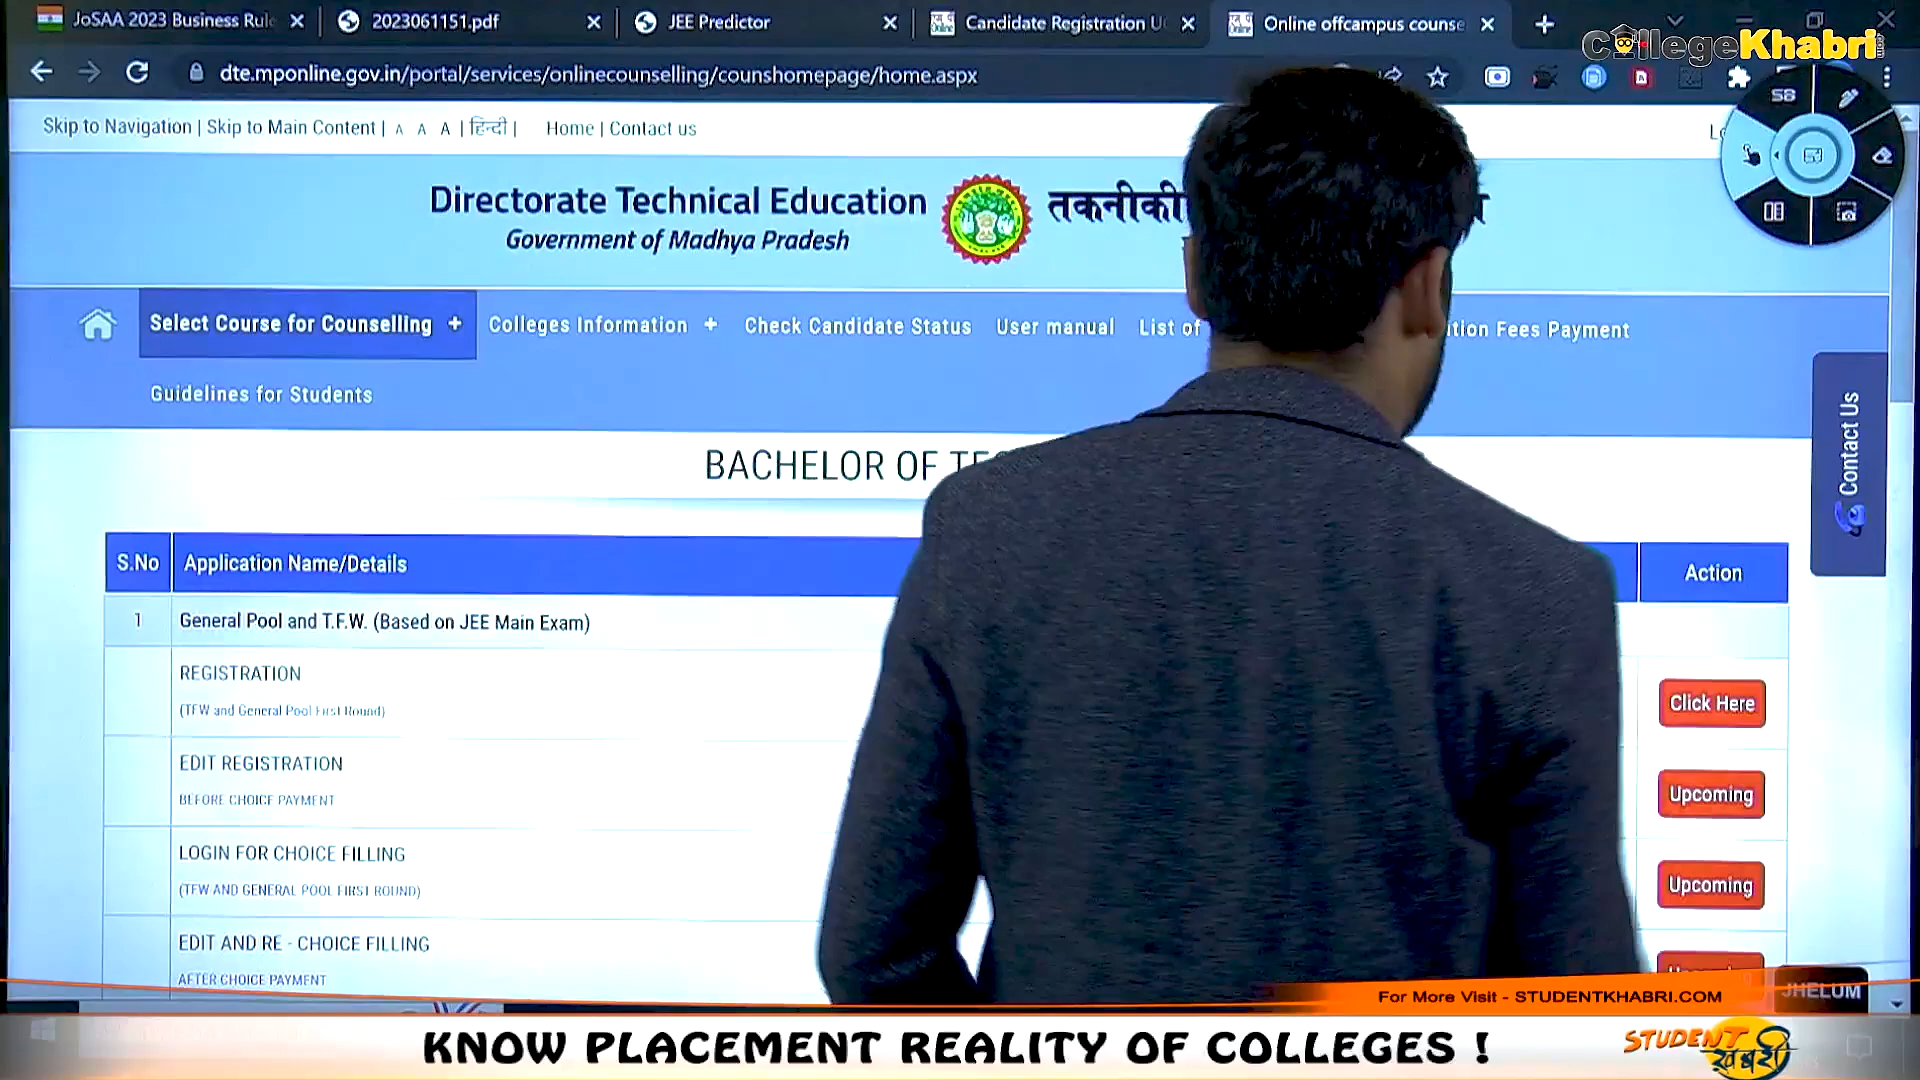 JoSAA 2023 Business Rul
2023061151.pdf
JEE Predictor
Candidate Registration U
Online offcampus counse
CollegeKhabri.com
dte.mponline.gov.in/portal/services/onlinecounselling/counshomepage/home.aspx
Skip to Navigation | Skip to Main Content | A A A | हिन्दी | Home | Contact us
Directorate Technical Education
तकनीकी
Government of Madhya Pradesh
Select Course for Counselling +
Colleges Information +
Check Candidate Status
User manual
List of
tion Fees Payment
Guidelines for Students
Contact Us
BACHELOR OF TE
S.No
Application Name/Details
Action
1
General Pool and T.F.W. (Based on JEE Main Exam)
REGISTRATION
(TFW and General Pool First Round)
Click Here
EDIT REGISTRATION
BEFORE CHOICE PAYMENT
Upcoming
LOGIN FOR CHOICE FILLING
(TFW AND GENERAL POOL FIRST ROUND)
Upcoming
EDIT AND RE - CHOICE FILLING
AFTER CHOICE PAYMENT
For More Visit - STUDENTKHABRI.COM
JHELUM
KNOW PLACEMENT REALITY OF COLLEGES !
STUDENT
खबरी